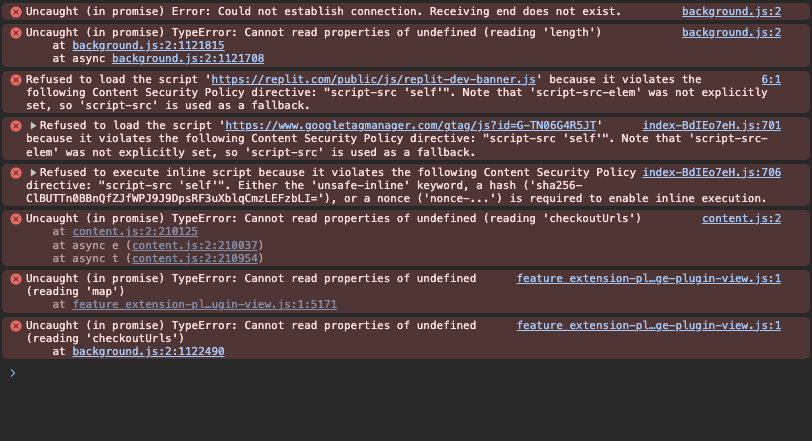 Uncaught (in promise) Error: Could not establish connection. Receiving end does not exist. background.js:2
Uncaught (in promise) TypeError: Cannot read properties of undefined (reading 'length') background.js:2
at background.js:2:1121815
at async background.js:2:1121708
Refused to load the script 'https://replit.com/public/js/replit-dev-banner.js' because it violates the 6:1
following Content Security Policy directive: "script-src 'self'". Note that 'script-src-elem' was not explicitly
set, so 'script-src' is used as a fallback.
Refused to load the script 'https://www.googletagmanager.com/gtag/js?id=G-TN06G4R5JT' index-BdIEo7eH.js:701
because it violates the following Content Security Policy directive: "script-src 'self'". Note that 'script-src-
elem' was not explicitly set, so 'script-src' is used as a fallback.
Refused to execute inline script because it violates the following Content Security Policy index-BdIEo7eH.js:706
directive: "script-src 'self'". Either the 'unsafe-inline' keyword, a hash ('sha256-
ClBUTTn0BBnQfZJfWPJ9J9DpsRF3uXblqCmzLEFzbLI='), or a nonce ('nonce-...') is required to enable inline execution.
Uncaught (in promise) TypeError: Cannot read properties of undefined (reading 'checkoutUrls') content.js:2
at content.js:2:210125
at async e (content.js:2:210037)
at async t (content.js:2:210954)
Uncaught (in promise) TypeError: Cannot read properties of undefined feature extension-pl…ge-plugin-view.js:1
(reading 'map')
at feature extension-pl…ugin-view.js:1:5171
Uncaught (in promise) TypeError: Cannot read properties of undefined feature extension-pl…ge-plugin-view.js:1
(reading 'checkoutUrls')
at background.js:2:1122490